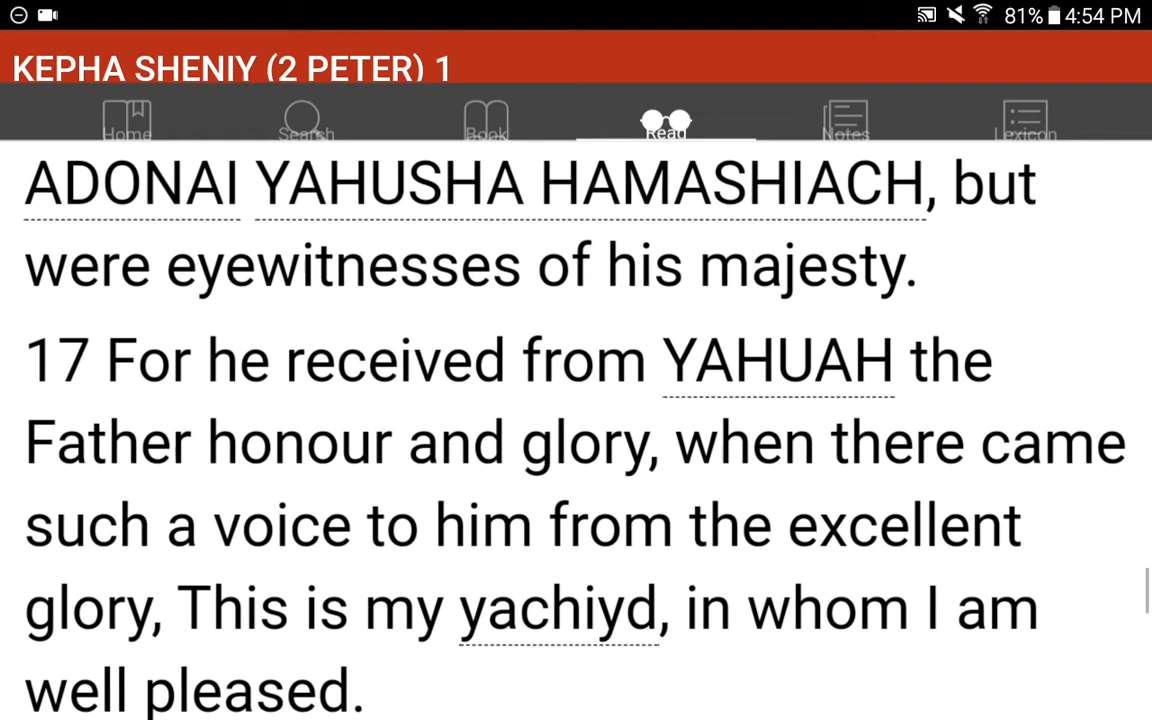 81% 4:54 PM
KEPHA SHENIY (2 PETER) 1
Home Search Book Read Notes Lexicon
ADONAI YAHUSHA HAMASHIACH, but
were eyewitnesses of his majesty.
17 For he received from YAHUAH the
Father honour and glory, when there came
such a voice to him from the excellent
glory, This is my yachiyd, in whom I am
well pleased.